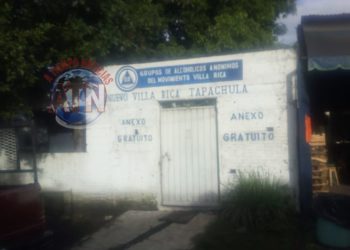 GRUPOS DE ALCOHOLICOS ANONIMOS
DEL MOVIMIENTO VILLA RICA
NUEVO VILLA RICA TAPACHULA
ANEXO
GRATUITO
ANEXO
GRATUITO